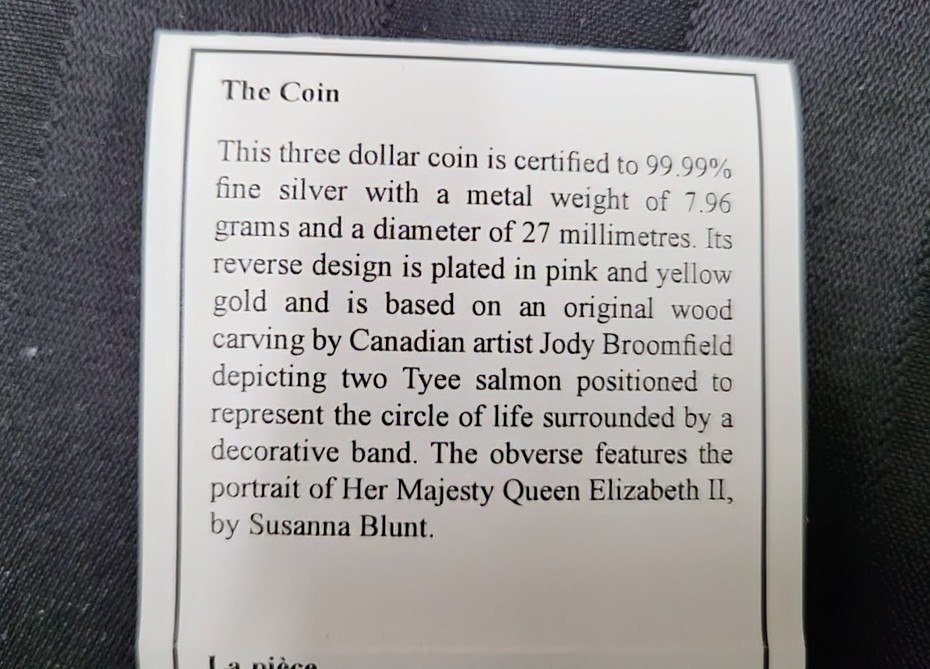 The Coin
This three dollar coin is certified to 99.99%
fine silver with a metal weight of 7.96
grams and a diameter of 27 millimetres. Its
reverse design is plated in pink and yellow
gold and is based on an original wood
carving by Canadian artist Jody Broomfield
depicting two Tyee salmon positioned to
represent the circle of life surrounded by a
decorative band. The obverse features the
portrait of Her Majesty Queen Elizabeth II,
by Susanna Blunt.
La pièce